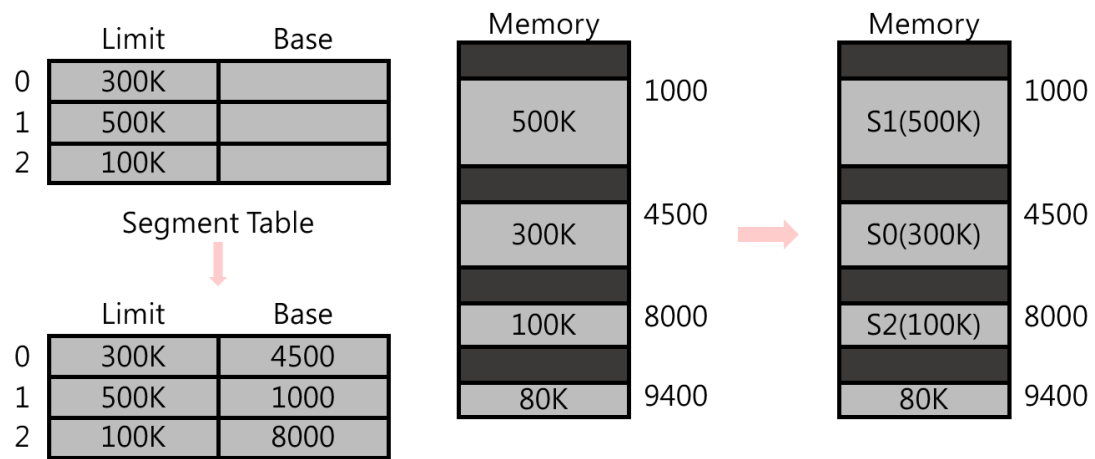 Limit Base
0 300K
1 500K
2 100K
Segment Table
Limit Base
0 300K 4500
1 500K 1000
2 100K 8000
Memory
1000
500K
4500
300K
8000
100K
9400
80K
Memory
1000
S1(500K)
4500
S0(300K)
8000
S2(100K)
9400
80K